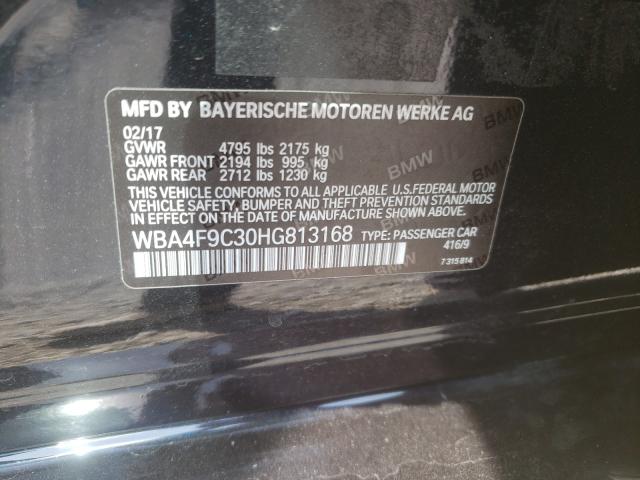 MFD BY BAYERISCHE MOTOREN WERKE AG
02/17
GVWR 4795 lbs 2175 kg
GAWR FRONT 2194 lbs 995 kg
GAWR REAR 2712 lbs 1230 kg
THIS VEHICLE CONFORMS TO ALL APPLICABLE U.S.FEDERAL MOTOR
VEHICLE SAFETY, BUMPER AND THEFT PREVENTION STANDARDS
IN EFFECT ON THE DATE OF MANUFACTURE SHOWN ABOVE.
WBA4F9C30HG813168 TYPE: PASSENGER CAR
416/9
7 315 814